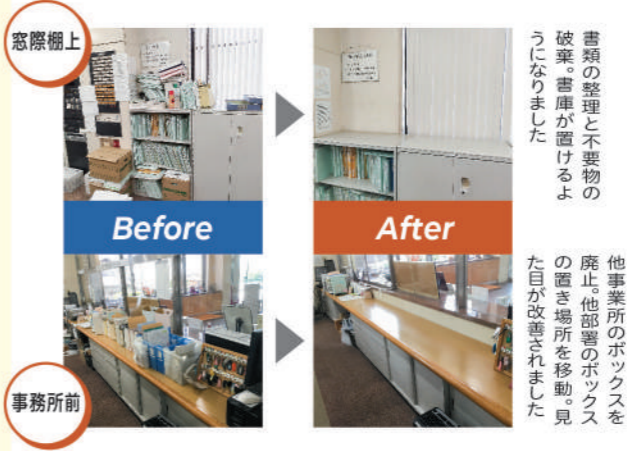 窓際棚上
書類の整理と不要物の
破棄。書庫が置けるよ
うになりました
Before
After
他事業所のボックスを
廃止。他部署のボックス
の置き場所を移動。見
た目が改善されました
事務所前